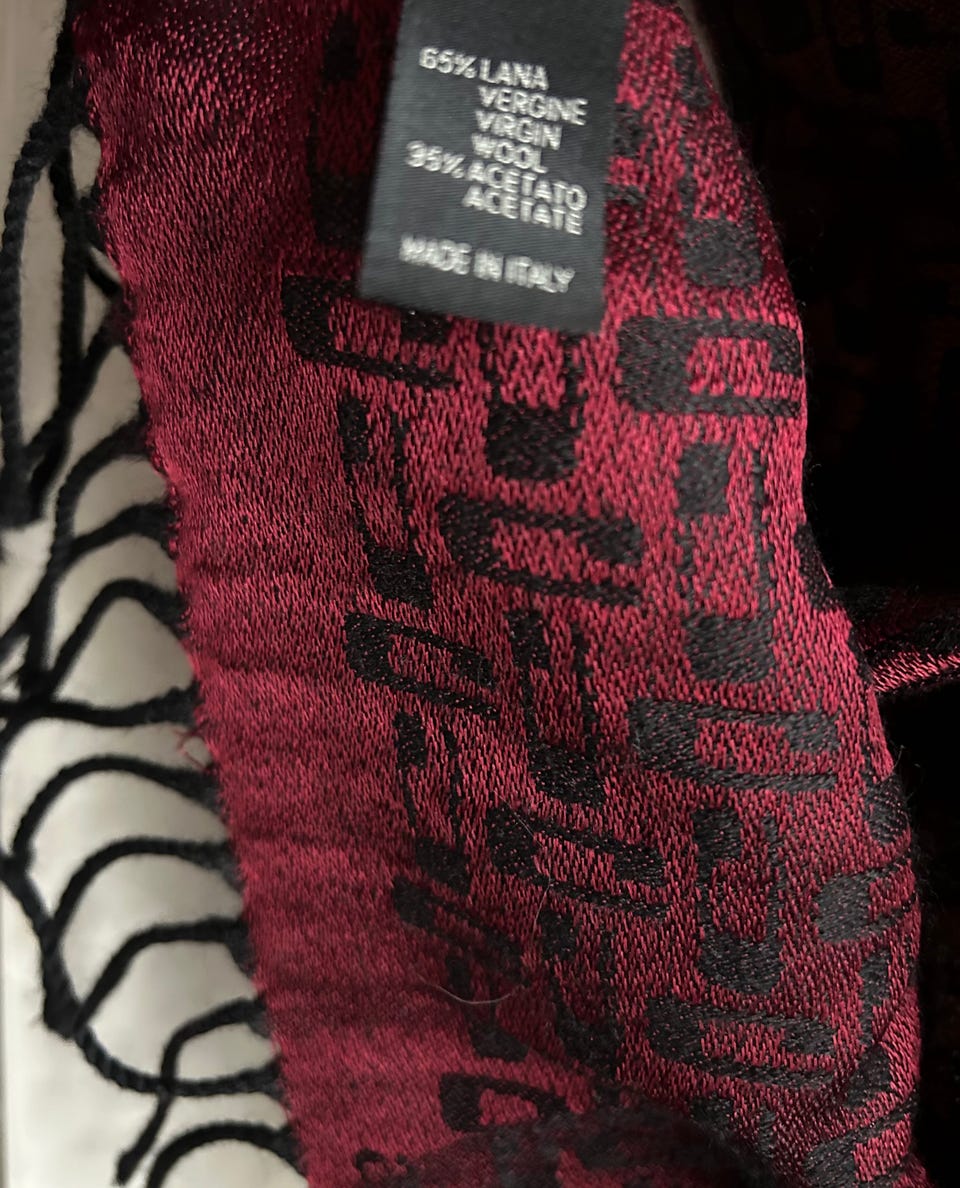 65% LANA
VERGINE
VIRGIN
WOOL
35% ACETATO
ACETATE
MADE IN ITALY